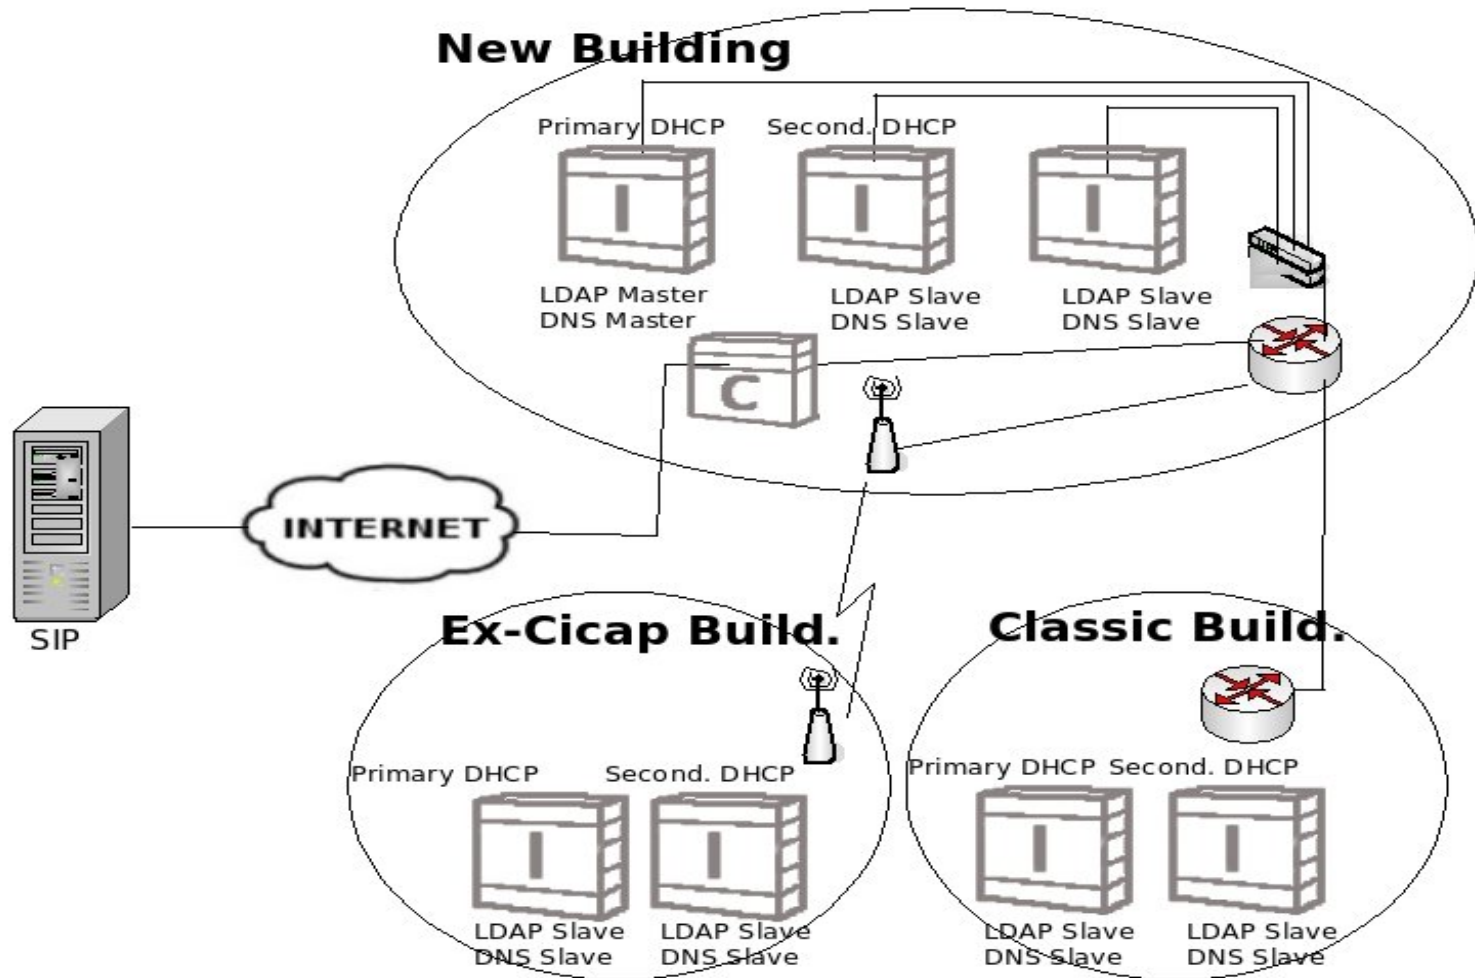 New Building
Primary DHCP
Second. DHCP
I
I
I
LDAP Master
DNS Master
LDAP Slave
DNS Slave
LDAP Slave
DNS Slave
C
INTERNET
SIP
Ex-Cicap Build.
Primary DHCP
Second. DHCP
I
I
LDAP Slave
DNS Slave
LDAP Slave
DNS Slave
Classic Build.
Primary DHCP
Second. DHCP
I
I
LDAP Slave
DNS Slave
LDAP Slave
DNS Slave